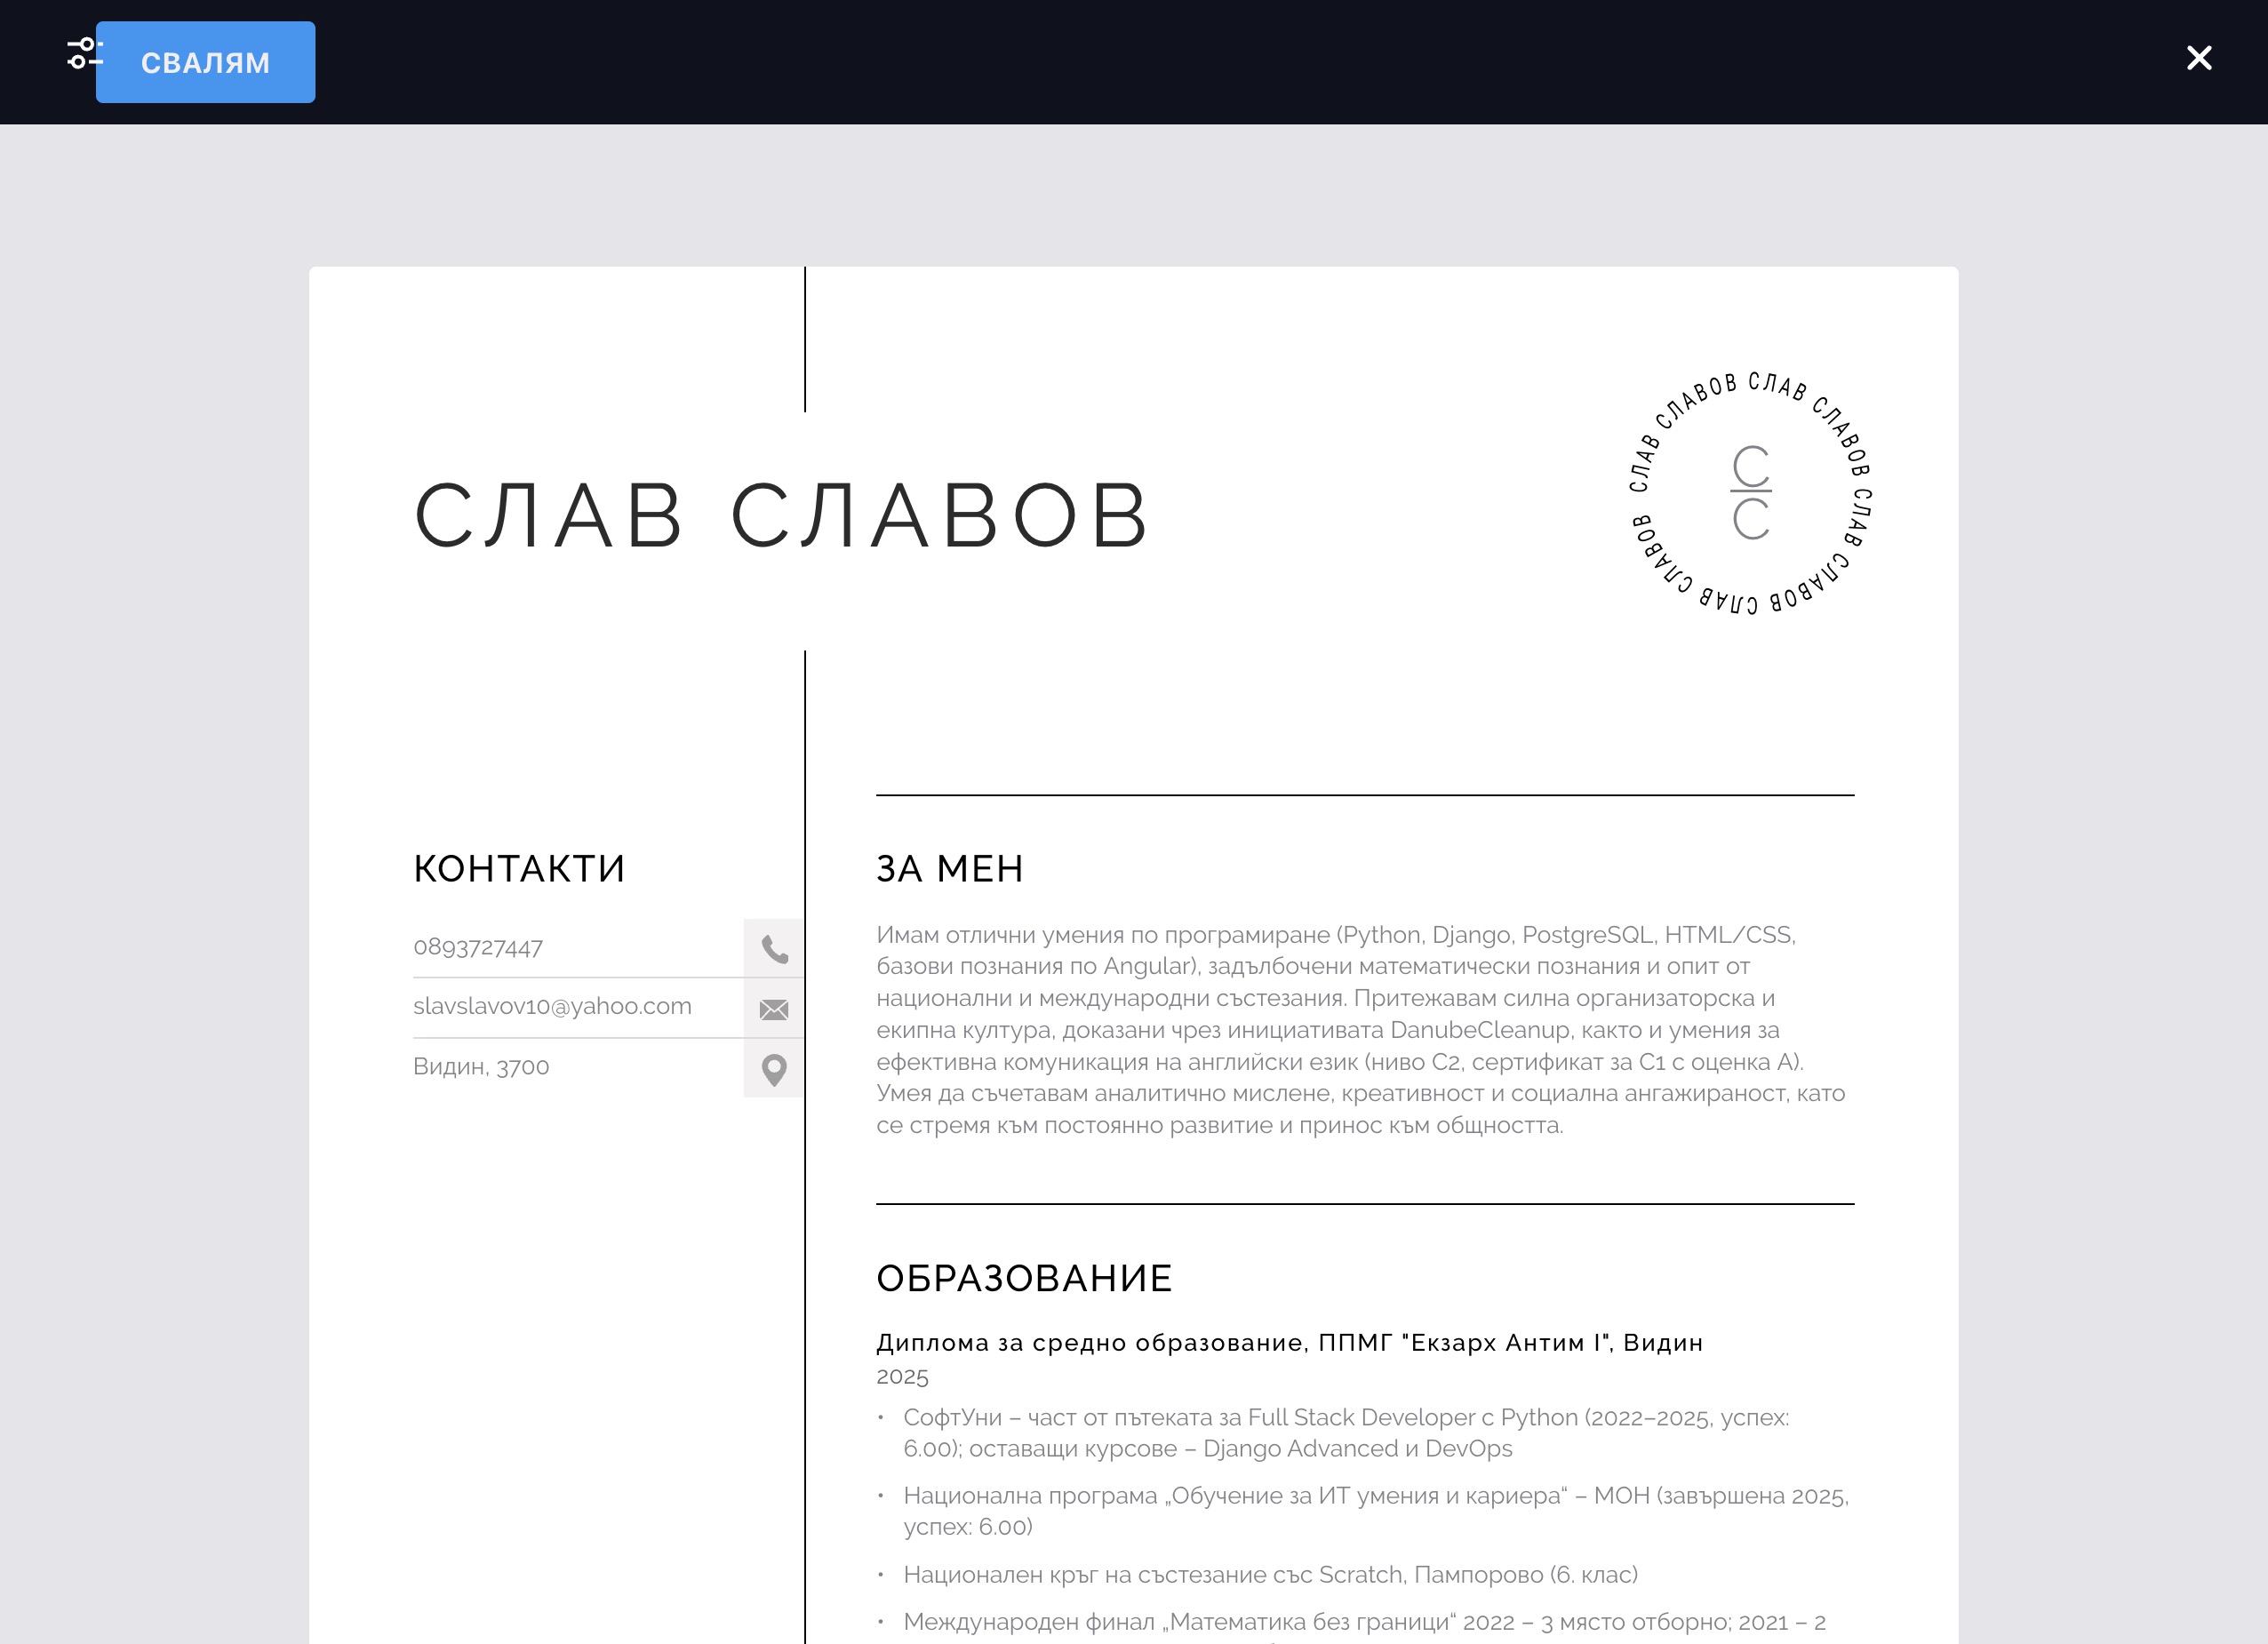 СВАЛЯМ
СЛАВ СЛАВОВ
СЛАВ СЛАВОВ СЛАВ СЛАВОВ СЛАВ СЛАВОВ СЛАВ СЛАВОВ
С
С
КОНТАКТИ
0893727447
slavslavov10@yahoo.com
Видин, 3700
ЗА МЕН
Имам отлични умения по програмиране (Python, Django, PostgreSQL, HTML/CSS,
базови познания по Angular), задълбочени математически познания и опит от
национални и международни състезания. Притежавам силна организаторска и
екипна култура, доказани чрез инициативата DanubeCleanup, както и умения за
ефективна комуникация на английски език (ниво C2, сертификат за C1 с оценка A).
Умея да съчетавам аналитично мислене, креативност и социална ангажираност, като
се стремя към постоянно развитие и принос към общността.
ОБРАЗОВАНИЕ
Диплома за средно образование, ППМГ "Екзарх Антим I", Видин
2025
• СофтУни – част от пътеката за Full Stack Developer с Python (2022–2025, успех:
6.00); оставащи курсове – Django Advanced и DevOps
• Национална програма „Обучение за ИТ умения и кариера“ – МОН (завършена 2025,
успех: 6.00)
• Национален кръг на състезание със Scratch, Пампорово (6. клас)
• Международен финал „Математика без граници“ 2022 – 3 място отборно; 2021 – 2